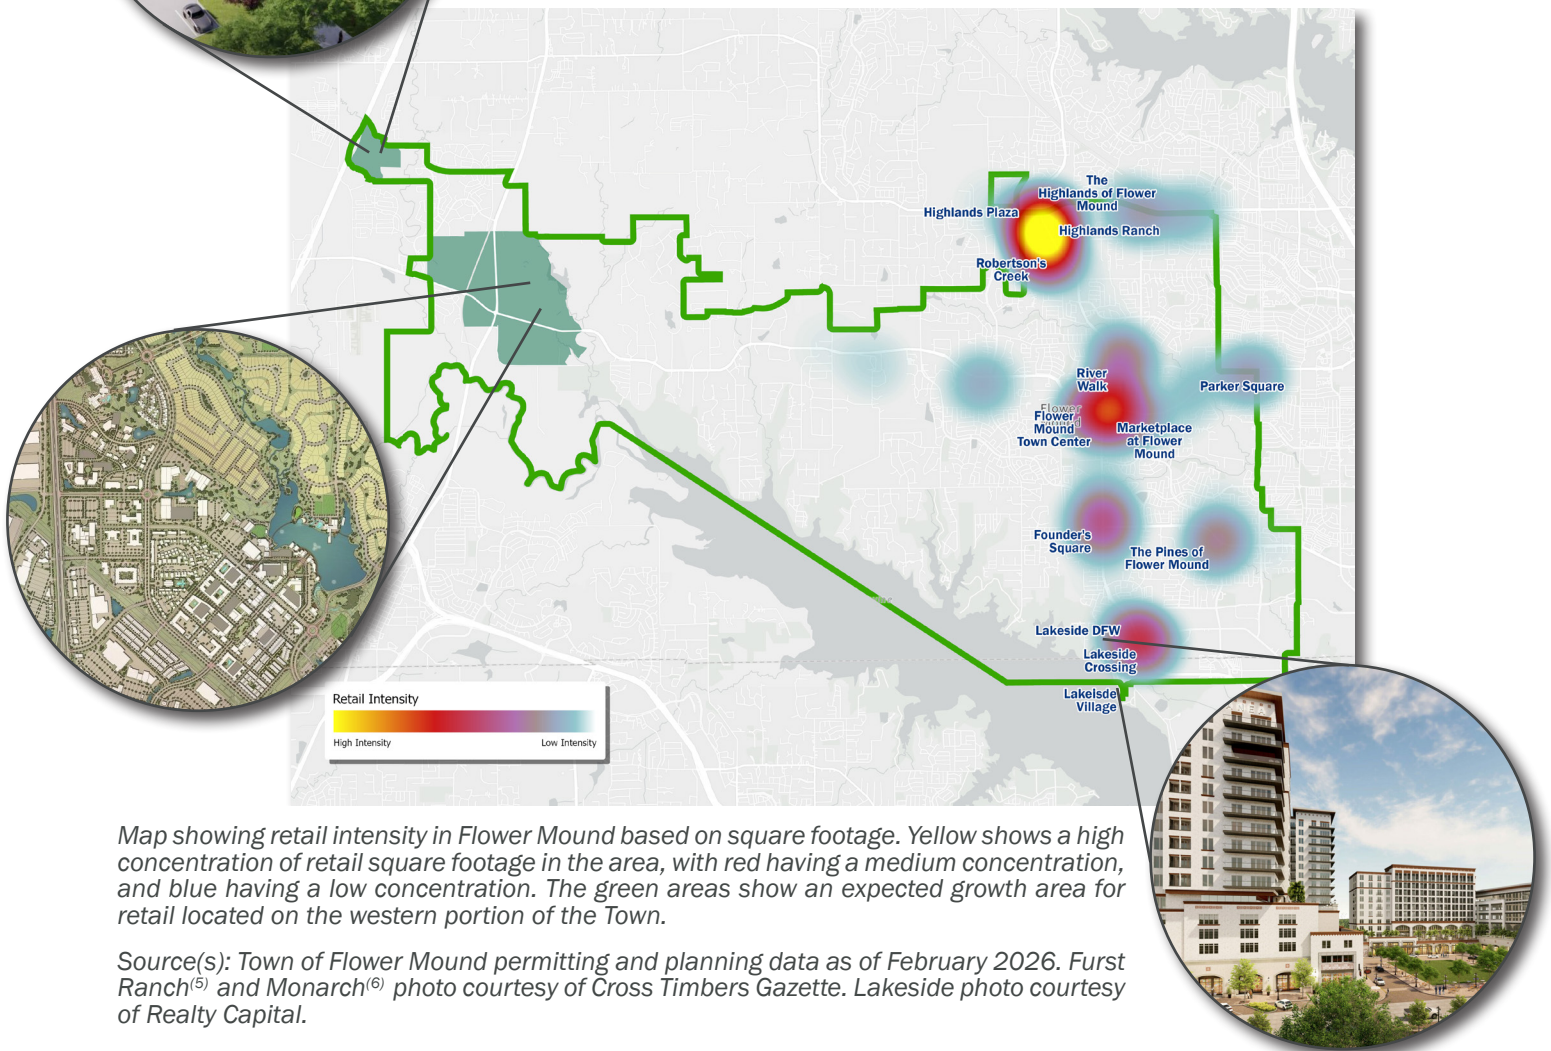 The
Highlands of Flower
Mound
Highlands Plaza
Highlands Ranch
Robertson's
Creek
River
Walk
Parker Square
Flower
Flower
Mound
Town Center
Marketplace
at Flower
Mound
Founder's
Square
The Pines of
Flower Mound
Lakeside DFW
Lakeside
Crossing
Lakeisde
Village
Retail Intensity
High Intensity
Low Intensity
Map showing retail intensity in Flower Mound based on square footage. Yellow shows a high
concentration of retail square footage in the area, with red having a medium concentration,
and blue having a low concentration. The green areas show an expected growth area for
retail located on the western portion of the Town.
Source(s): Town of Flower Mound permitting and planning data as of February 2026. Furst
Ranch(5) and Monarch(6) photo courtesy of Cross Timbers Gazette. Lakeside photo courtesy
of Realty Capital.